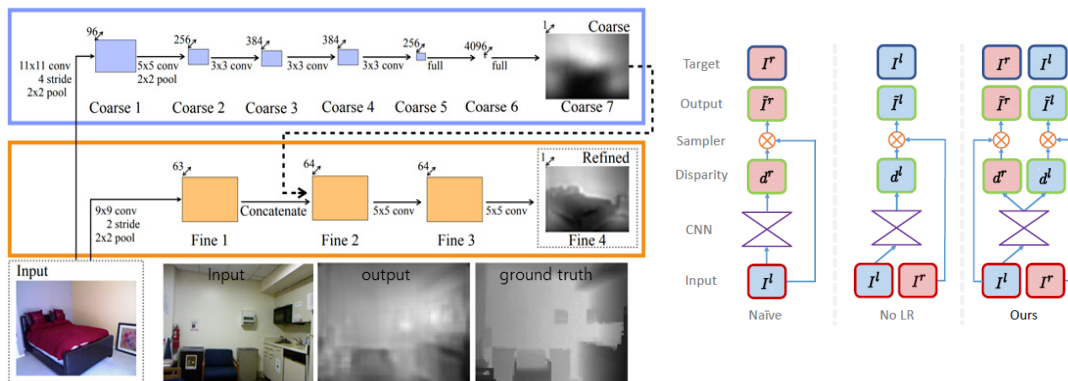 96
256
384
384
256
4096
1
Coarse
11x11 conv
4 stride
2x2 pool
5x5 conv
2x2 pool
3x3 conv
3x3 conv
3x3 conv
full
full
Coarse 1
Coarse 2
Coarse 3
Coarse 4
Coarse 5
Coarse 6
Coarse 7
63
64
64
1
Refined
9x9 conv
2 stride
2x2 pool
Concatenate
5x5 conv
5x5 conv
Fine 1
Fine 2
Fine 3
Fine 4
Input
Input
output
ground truth
Target
I^r
I^l
I^r
I^l
Output
Ĩ^r
Ĩ^l
Ĩ^r
Ĩ^l
Sampler
Disparity
d^r
d^l
d^r
d^l
CNN
Input
I^l
I^l
I^r
I^l
I^r
Naïve
No LR
Ours